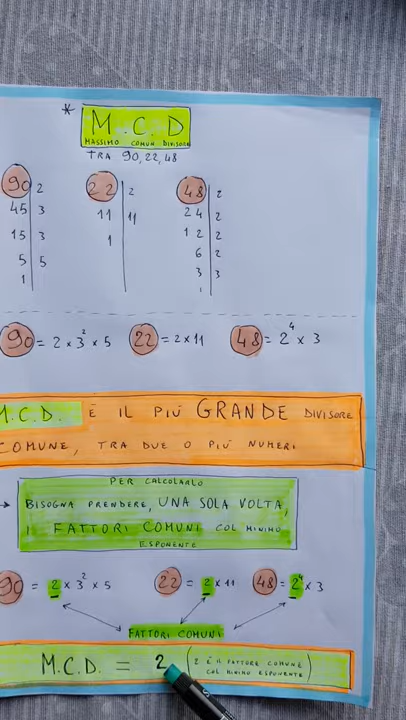 * M.C.D
MASSIMO COMUN DIVISORE
TRA 90, 22, 48
90 2
45 3
15 3
5 5
1
22 2
11 11
1
48 2
24 2
12 2
6 2
3 3
1
90 = 2 x 3² x 5
22 = 2 x 11
48 = 2⁴ x 3
M.C.D. È IL PIÙ GRANDE DIVISORE
COMUNE, TRA DUE O PIÙ NUMERI
PER CALCOLARLO
→ BISOGNA PRENDERE, UNA SOLA VOLTA,
I FATTORI COMUNI COL MINIMO
ESPONENTE
90 = 2 x 3² x 5
22 = 2 x 11
48 = 2⁴ x 3
FATTORI COMUNI
M.C.D. = 2 (2 È IL FATTORE COMUNE
COL MINIMO ESPONENTE)